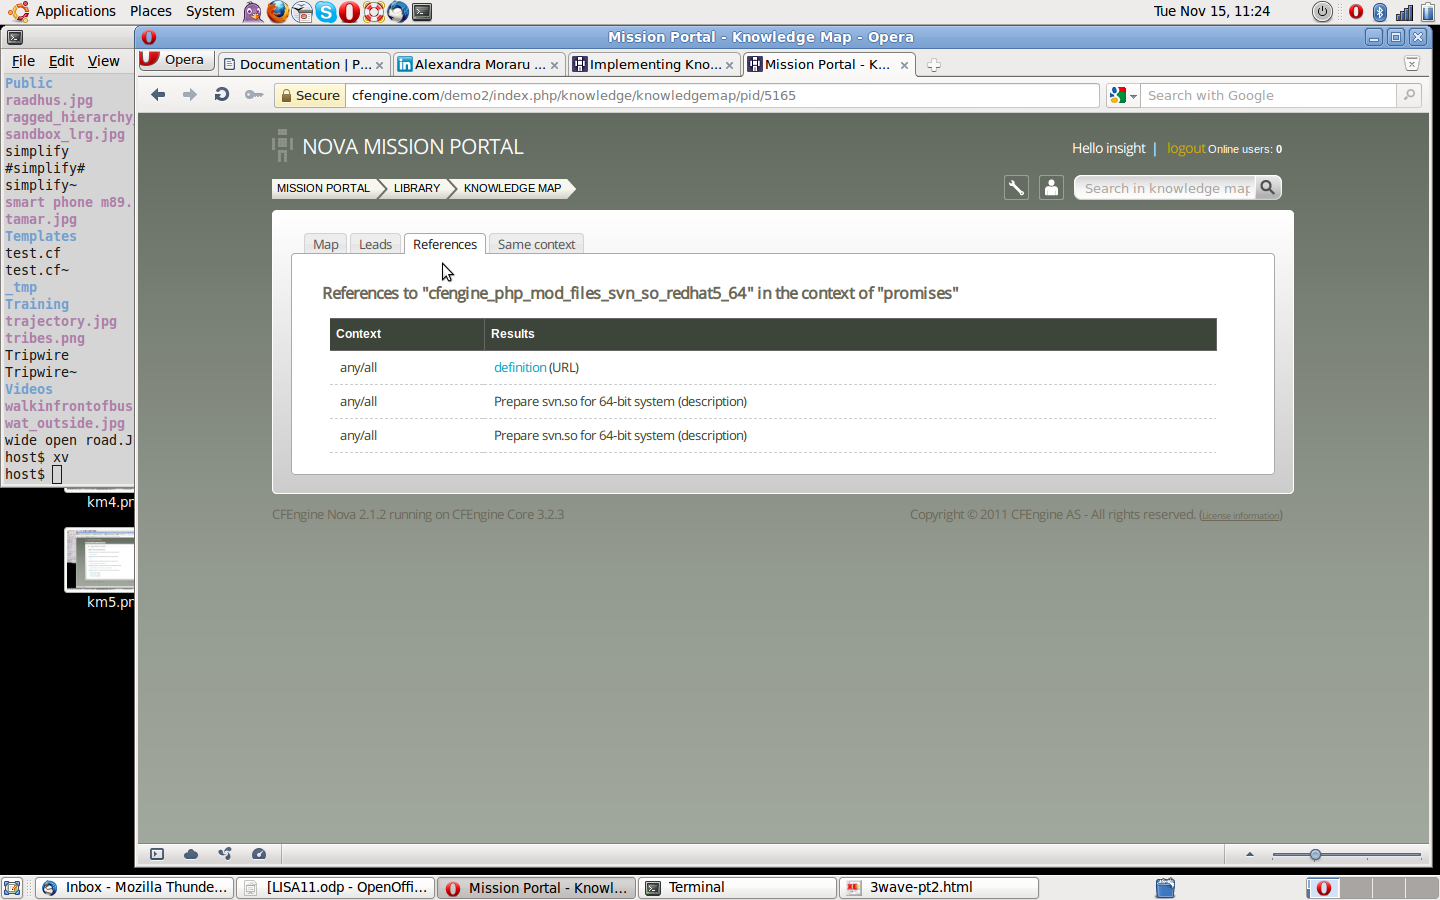 Applications Places System
Tue Nov 15, 11:24
Mission Portal - Knowledge Map - Opera
File Edit View
Opera
Documentation | P...
Alexandra Moraru ...
Implementing Kno...
Mission Portal - K...
Secure
cfengine.com/demo2/index.php/knowledge/knowledgemap/pid/5165
Search with Google
Public
raadhus.jpg
ragged_hierarchy
sandbox_lrg.jpg
simplify
#simplify#
simplify~
smart phone m89.
tamar.jpg
Templates
test.cf
test.cf~
_tmp
Training
trajectory.jpg
tribes.png
Tripwire
Tripwire~
Videos
walkinfrontofbus
wat_outside.jpg
wide open road.J
host$ xv
host$
km4.pn
km5.pn
NOVA MISSION PORTAL
Hello insight | logout Online users: 0
MISSION PORTAL LIBRARY KNOWLEDGE MAP
Search in knowledge map
Map Leads References Same context
References to "cfengine_php_mod_files_svn_so_redhat5_64" in the context of "promises"
Context Results
any/all definition (URL)
any/all Prepare svn.so for 64-bit system (description)
any/all Prepare svn.so for 64-bit system (description)
CFEngine Nova 2.1.2 running on CFEngine Core 3.2.3
Copyright © 2011 CFEngine AS - All rights reserved. (License information)
Inbox - Mozilla Thunde...
[LISA11.odp - OpenOffi...
Mission Portal - Knowl...
Terminal
3wave-pt2.html